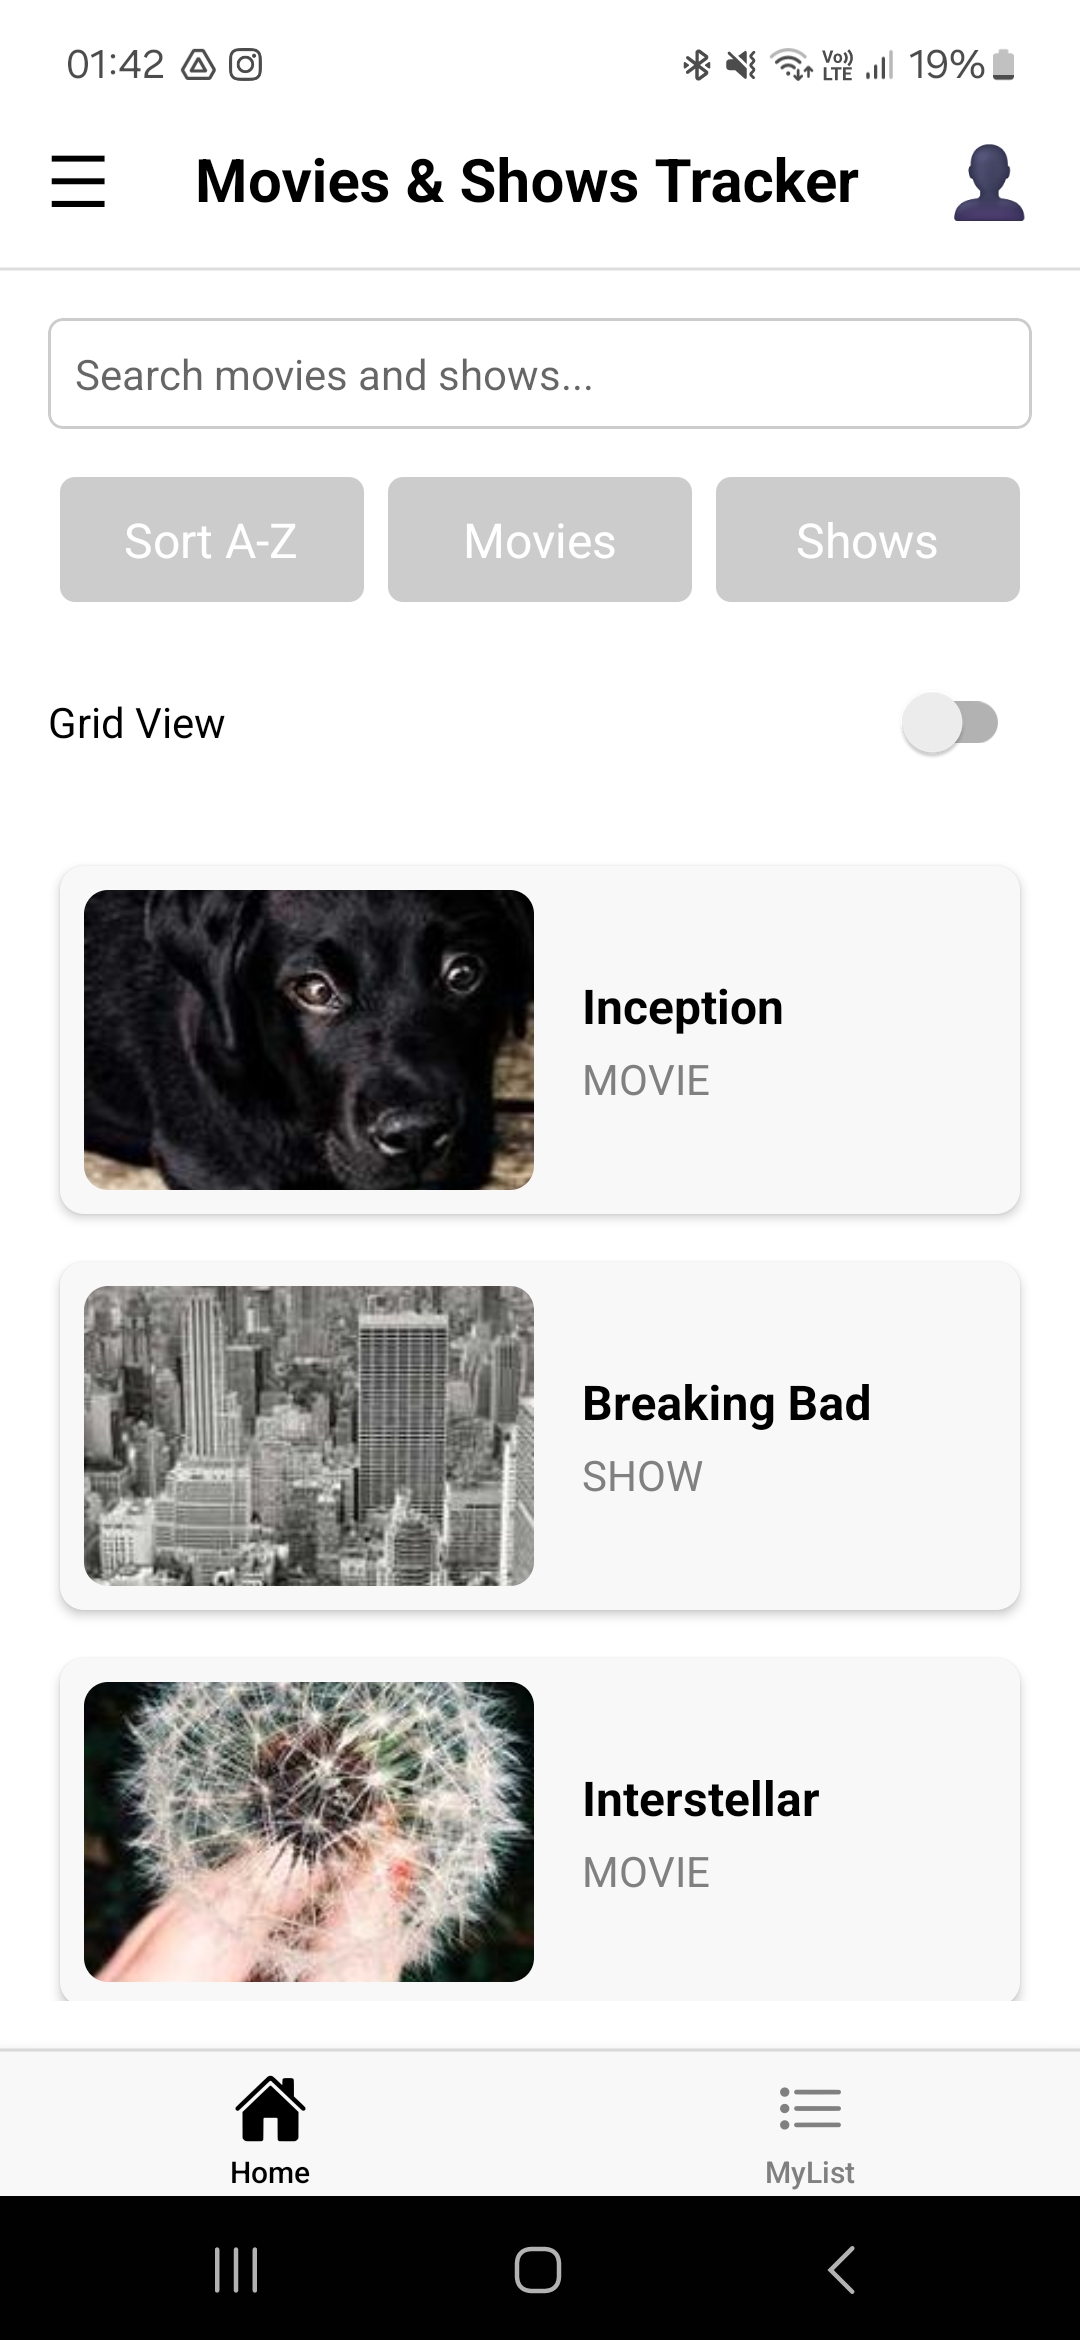 01:42 Vo)) LTE 19%
Movies & Shows Tracker
Search movies and shows...
Sort A-Z Movies Shows
Grid View
Inception
MOVIE
Breaking Bad
SHOW
Interstellar
MOVIE
Home MyList